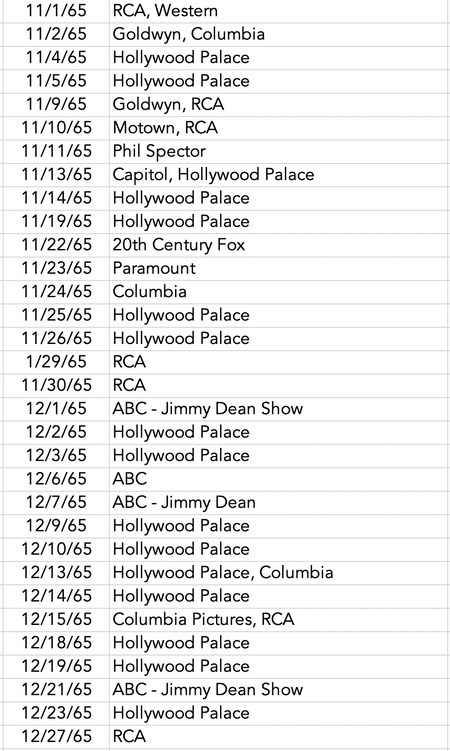 11/1/65 RCA, Western
11/2/65 Goldwyn, Columbia
11/4/65 Hollywood Palace
11/5/65 Hollywood Palace
11/9/65 Goldwyn, RCA
11/10/65 Motown, RCA
11/11/65 Phil Spector
11/13/65 Capitol, Hollywood Palace
11/14/65 Hollywood Palace
11/19/65 Hollywood Palace
11/22/65 20th Century Fox
11/23/65 Paramount
11/24/65 Columbia
11/25/65 Hollywood Palace
11/26/65 Hollywood Palace
1/29/65 RCA
11/30/65 RCA
12/1/65 ABC - Jimmy Dean Show
12/2/65 Hollywood Palace
12/3/65 Hollywood Palace
12/6/65 ABC
12/7/65 ABC - Jimmy Dean
12/9/65 Hollywood Palace
12/10/65 Hollywood Palace
12/13/65 Hollywood Palace, Columbia
12/14/65 Hollywood Palace
12/15/65 Columbia Pictures, RCA
12/18/65 Hollywood Palace
12/19/65 Hollywood Palace
12/21/65 ABC - Jimmy Dean Show
12/23/65 Hollywood Palace
12/27/65 RCA